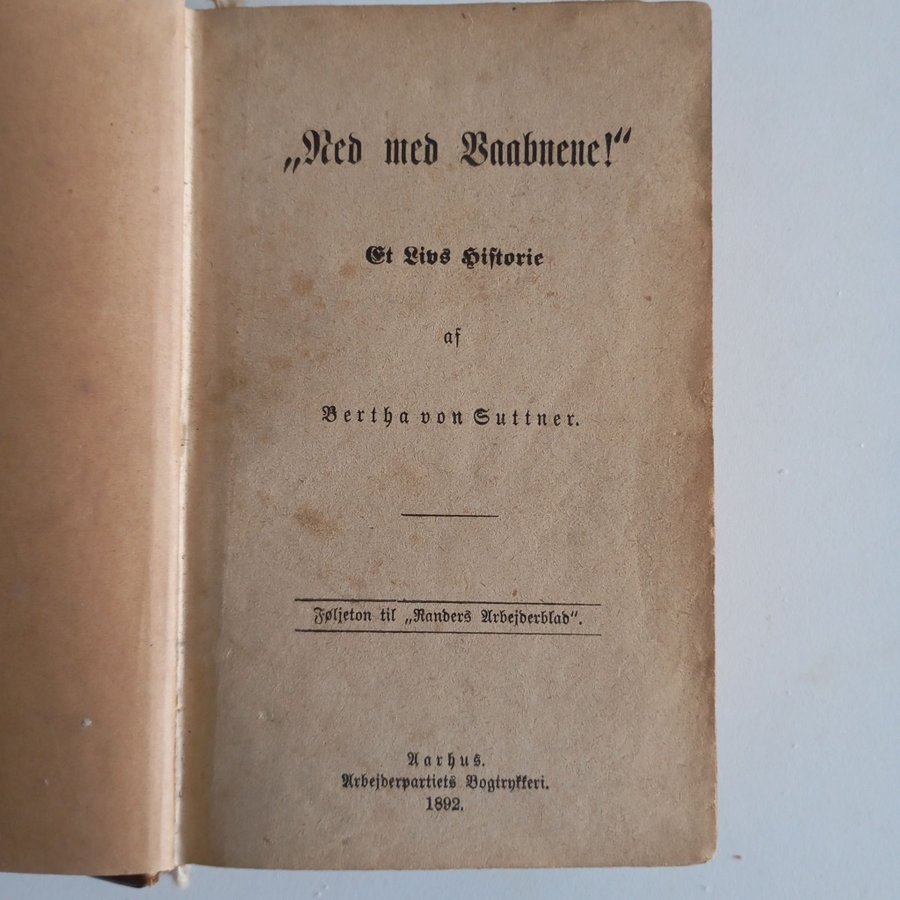 „Ned med Vaabnene!“
Et Livs Historie
af
Bertha von Suttner.
Føljeton til „Randers Arbejderblad“.
Aarhus.
Arbejderpartiets Bogtrykkeri.
1892.